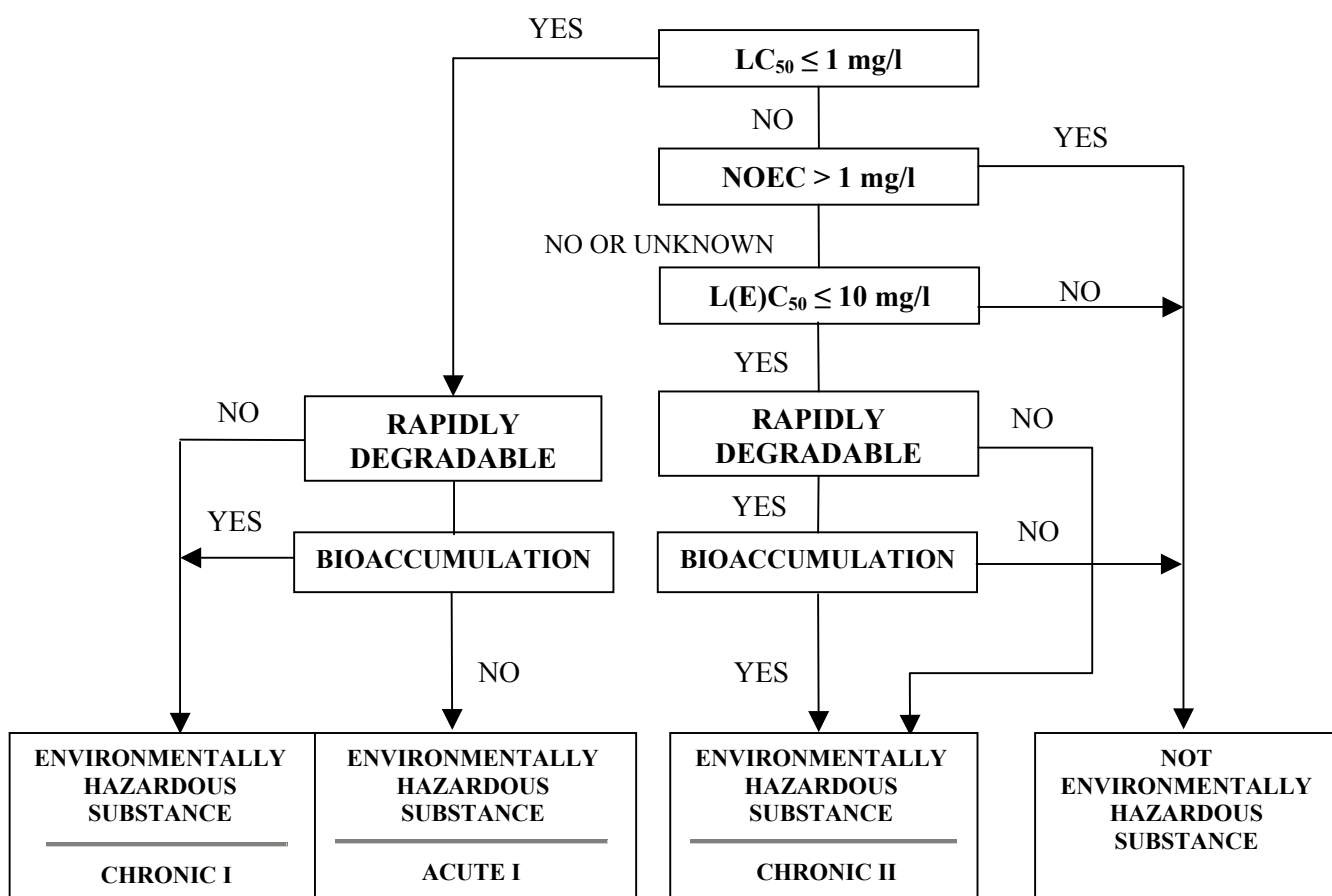 YES
LC₅₀ ≤ 1 mg/l
NO
YES
NOEC > 1 mg/l
NO OR UNKNOWN
L(E)C₅₀ ≤ 10 mg/l
NO
YES
NO
RAPIDLY
DEGRADABLE
RAPIDLY
DEGRADABLE
NO
YES
YES
NO
BIOACCUMULATION
BIOACCUMULATION
NO
YES
ENVIRONMENTALLY
HAZARDOUS
SUBSTANCE
CHRONIC I
ENVIRONMENTALLY
HAZARDOUS
SUBSTANCE
ACUTE I
ENVIRONMENTALLY
HAZARDOUS
SUBSTANCE
CHRONIC II
NOT
ENVIRONMENTALLY
HAZARDOUS
SUBSTANCE